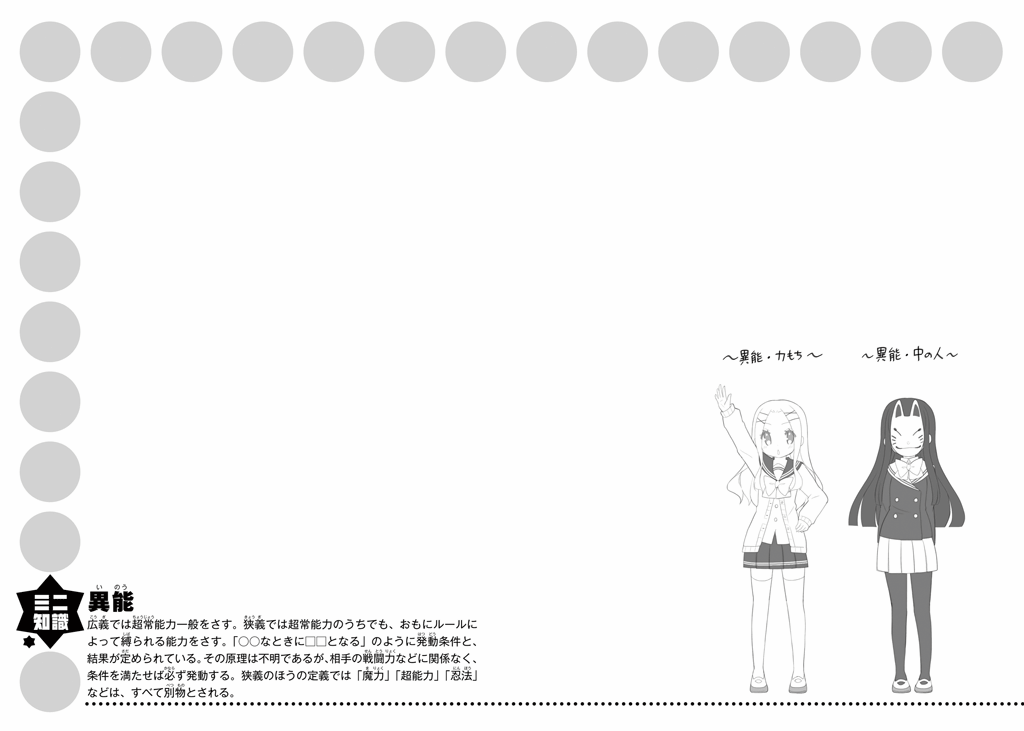 ～異能・力もち～
～異能・中の人～
ミニ
知識
異能
広義では超常能力一般をさす。狭義では超常能力のうちでも、おもにルールに
よって縛られる能力をさす。「○○なときに□□となる」のように発動条件と、
結果が定められている。その原理は不明であるが、相手の戦闘力などに関係なく、
条件を満たせば必ず発動する。狭義のほうの定義では「魔力」「超能力」「忍法」
などは、すべて別物とされる。